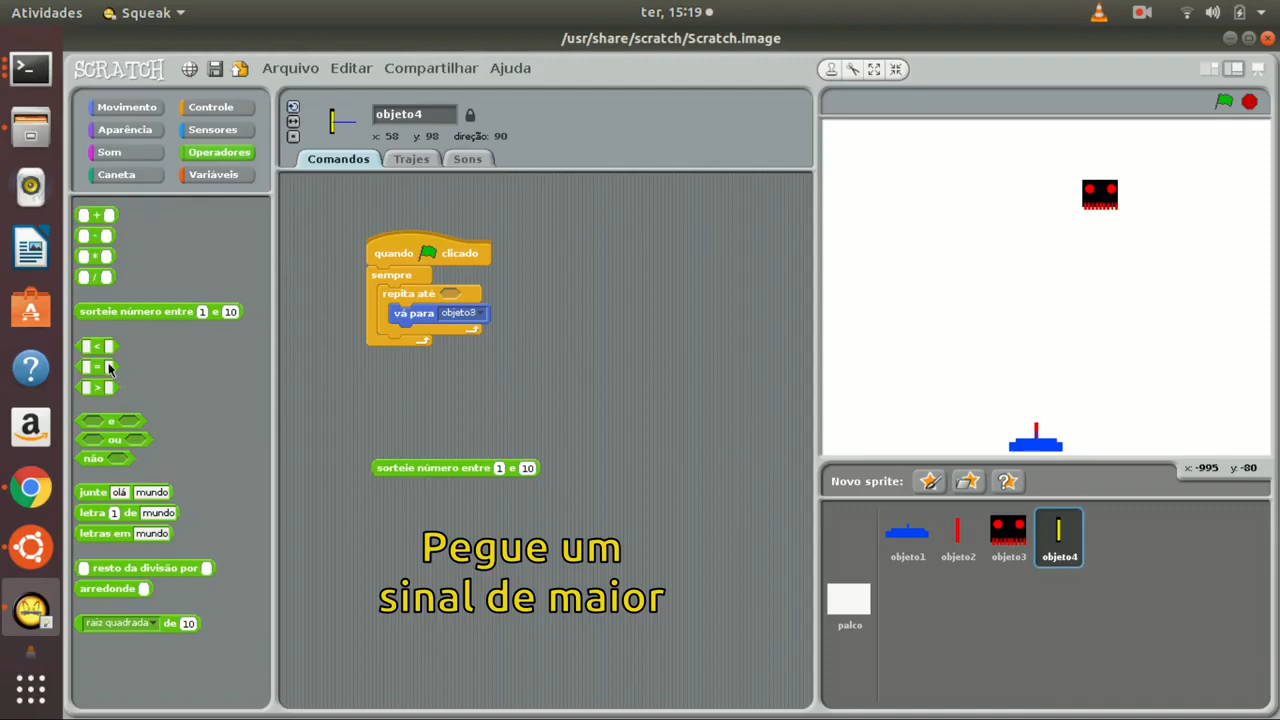 Atividades
Squeak
ter, 15:19
/usr/share/scratch/Scratch.image
SCRATCH
Arquivo
Editar
Compartilhar
Ajuda
Movimento
Controle
Aparência
Sensores
Som
Operadores
Caneta
Variáveis
objeto4
x: 58 y: 98 direção: 90
Comandos
Trajes
Sons
+
-
*
/
sorteie número entre 1 e 10
<
=
>
e
ou
não
junte olá mundo
letra 1 de mundo
letras em mundo
resto da divisão por
arredonde
raiz quadrada de 10
quando clicado
sempre
repita até
vá para objeto3
sorteie número entre 1 e 10
Pegue um
sinal de maior
x: -995 y: -80
Novo sprite:
objeto1
objeto2
objeto3
objeto4
palco